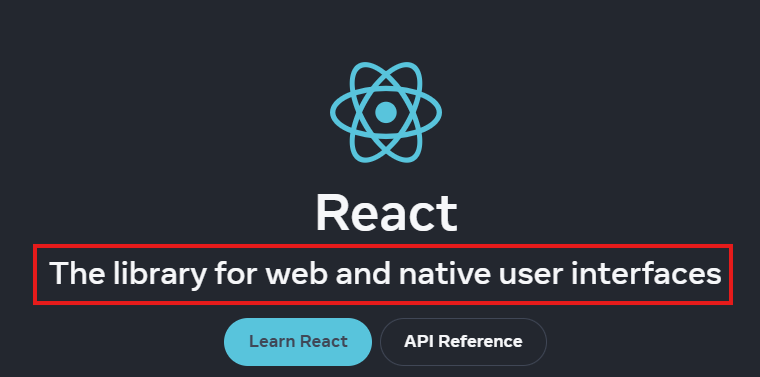 React
The library for web and native user interfaces
Learn React
API Reference